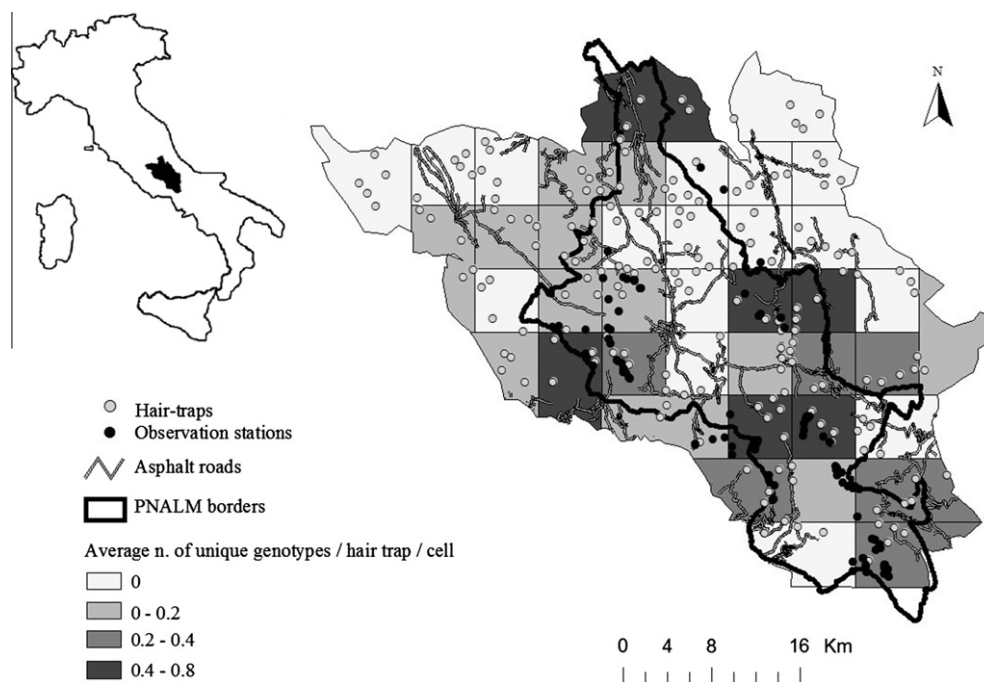 N
Hair-traps
Observation stations
Asphalt roads
PNALM borders
Average n. of unique genotypes / hair trap / cell
0
0 - 0.2
0.2 - 0.4
0.4 - 0.8
0 4 8 16 Km